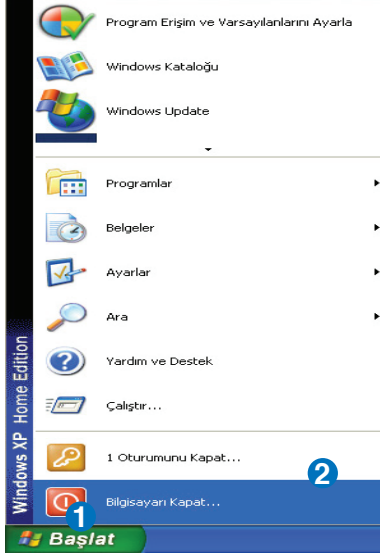 Program Erişim ve Varsayılanlarını Ayarla
Windows Kataloğu
Windows Update
Programlar
Belgeler
Ayarlar
Ara
Yardım ve Destek
Çalıştır...
1 Oturumunu Kapat...
2
Bilgisayarı Kapat...
1
Başlat
Windows XP Home Edition